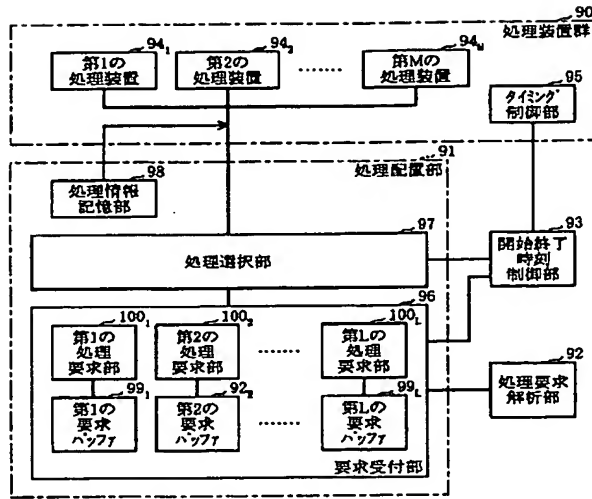 90
処理装置群
94₁
第1の
処理装置
94₂
第2の
処理装置
……
94M
第Mの
処理装置
95
タイミング
制御部
91
処理配置部
98
処理情報
記憶部
97
処理選択部
93
開始終了
時刻
制御部
96
100₁
第1の
処理
要求部
100₂
第2の
処理
要求部
……
100L
第Lの
処理
要求部
99₁
第1の
要求
バッファ
92₂
第2の
要求
バッファ
……
99L
第Lの
要求
バッファ
要求受付部
92
処理要求
解析部